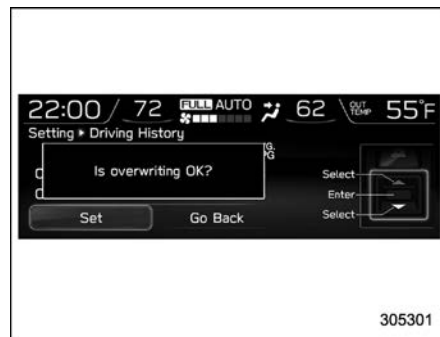 22:00 / 72 FULL AUTO 62 OUT TEMP 55°F
Setting ▸ Driving History
Is overwriting OK?
Select
Enter
Select
Set Go Back
305301